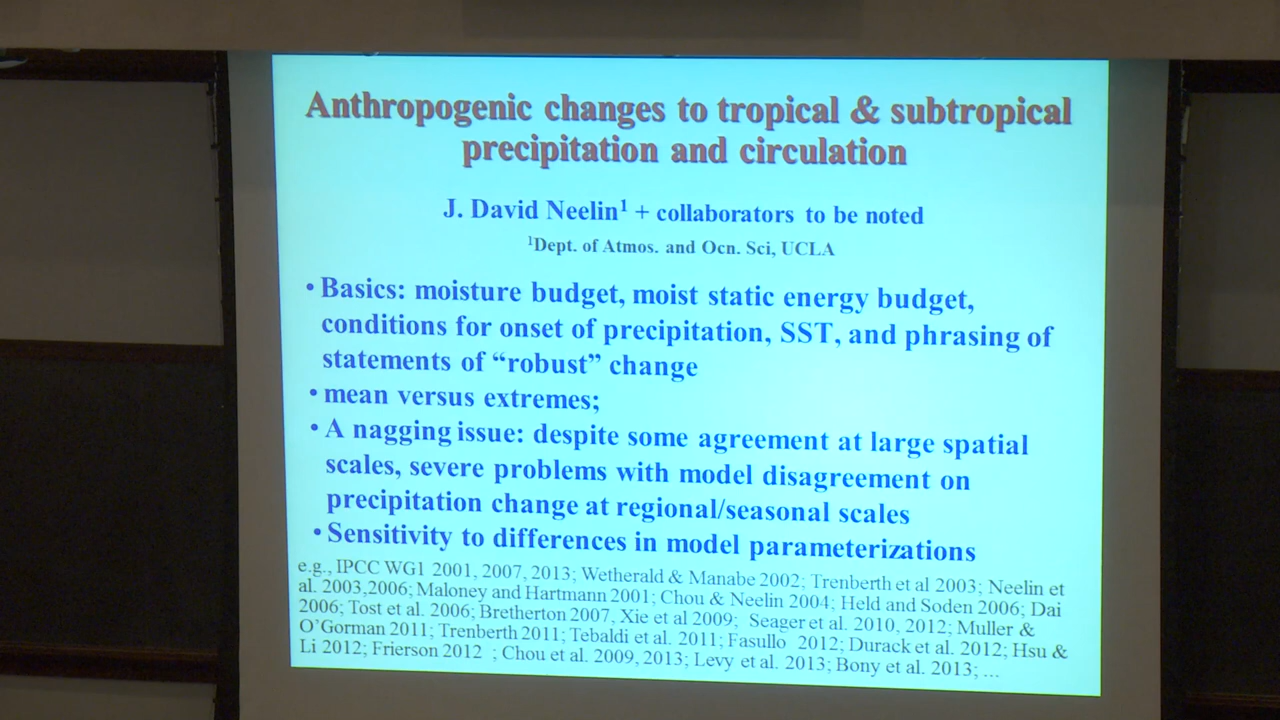 Anthropogenic changes to tropical & subtropical
precipitation and circulation
J. David Neelin¹ + collaborators to be noted
¹Dept. of Atmos. and Ocn. Sci, UCLA
• Basics: moisture budget, moist static energy budget,
conditions for onset of precipitation, SST, and phrasing of
statements of “robust” change
• mean versus extremes;
• A nagging issue: despite some agreement at large spatial
scales, severe problems with model disagreement on
precipitation change at regional/seasonal scales
• Sensitivity to differences in model parameterizations
e.g., IPCC WG1 2001, 2007, 2013; Wetherald & Manabe 2002; Trenberth et al 2003; Neelin et
al. 2003,2006; Maloney and Hartmann 2001; Chou & Neelin 2004; Held and Soden 2006; Dai
2006; Tost et al. 2006; Bretherton 2007, Xie et al 2009; Seager et al. 2010, 2012; Muller &
O’Gorman 2011; Trenberth 2011; Tebaldi et al. 2011; Fasullo 2012; Durack et al. 2012; Hsu &
Li 2012; Frierson 2012 ; Chou et al. 2009, 2013; Levy et al. 2013; Bony et al. 2013; ...